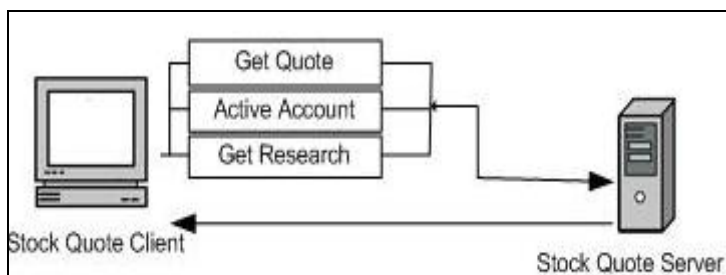 Get Quote
Active Account
Get Research
Stock Quote Client
Stock Quote Server